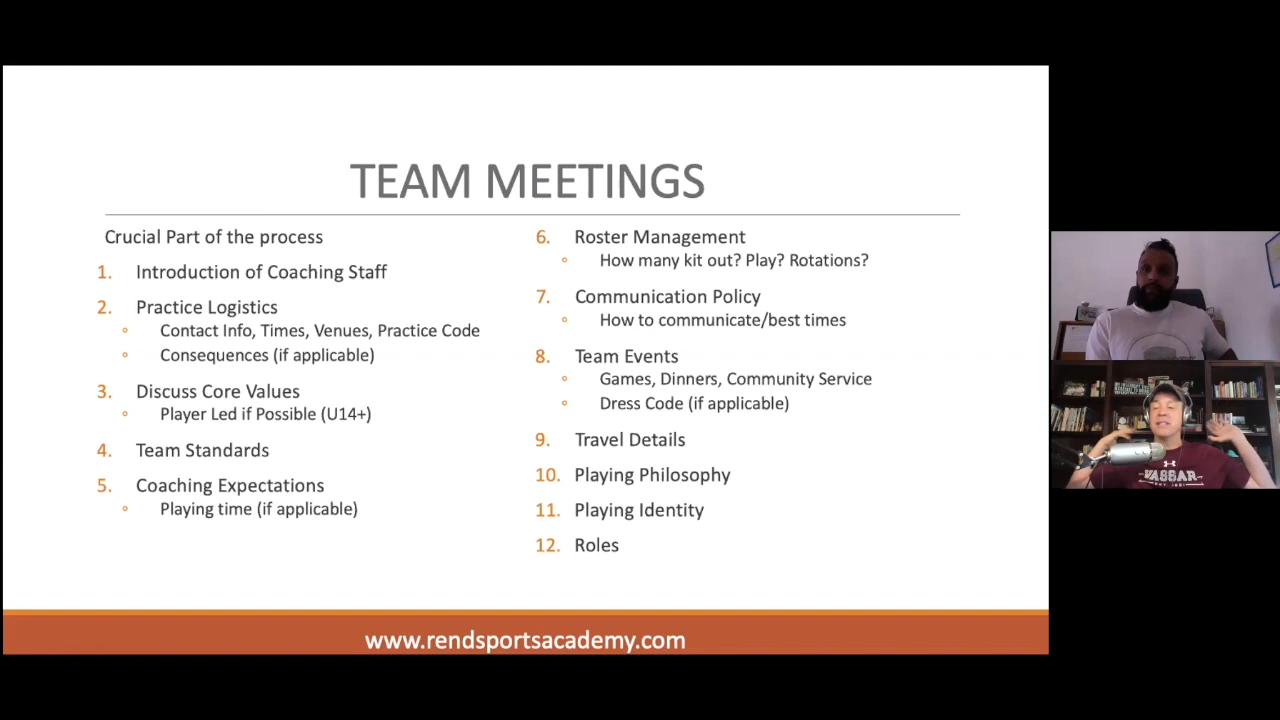 TEAM MEETINGS
Crucial Part of the process
1. Introduction of Coaching Staff
2. Practice Logistics
Contact Info, Times, Venues, Practice Code
Consequences (if applicable)
3. Discuss Core Values
Player Led if Possible (U14+)
4. Team Standards
5. Coaching Expectations
Playing time (if applicable)
6. Roster Management
How many kit out? Play? Rotations?
7. Communication Policy
How to communicate/best times
8. Team Events
Games, Dinners, Community Service
Dress Code (if applicable)
9. Travel Details
10. Playing Philosophy
11. Playing Identity
12. Roles
www.rendsportsacademy.com
VASSAR